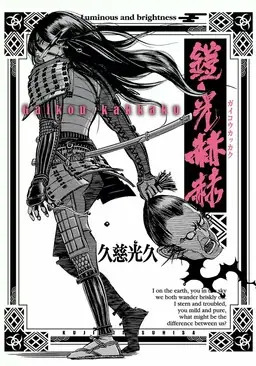 Luminous and brightness
Gaikou Kakkaku
鎧光赫赫
ガイコウカッカク
久慈光久
I on the earth, you in the sky
we both wander briskly on
I stern and troubled,
you mild and pure,
what might be the
difference between us?